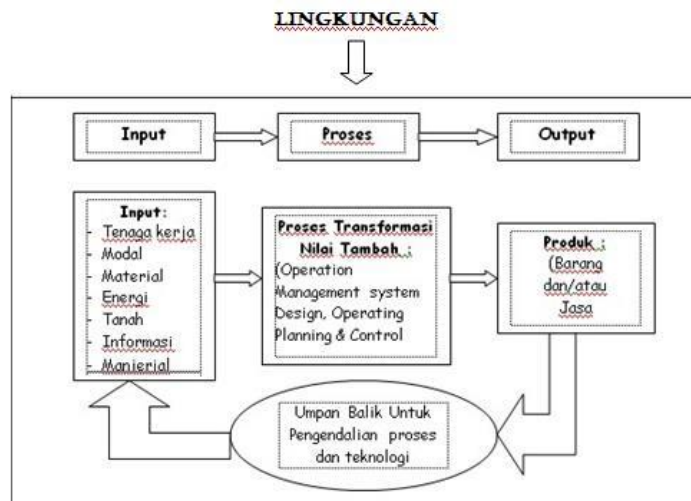 LINGKUNGAN
Input
Proses
Output
Input:
- Tenaga kerja
- Modal
- Material
- Energi
- Tanah
- Informasi
- Manierial
Proses Transformasi
Nilai Tambah :
(Operation
Management system
Design, Operating
Planning & Control
Produk :
(Barang
dan/atau
Jasa
Umpan Balik Untuk
Pengendalian proses
dan teknologi